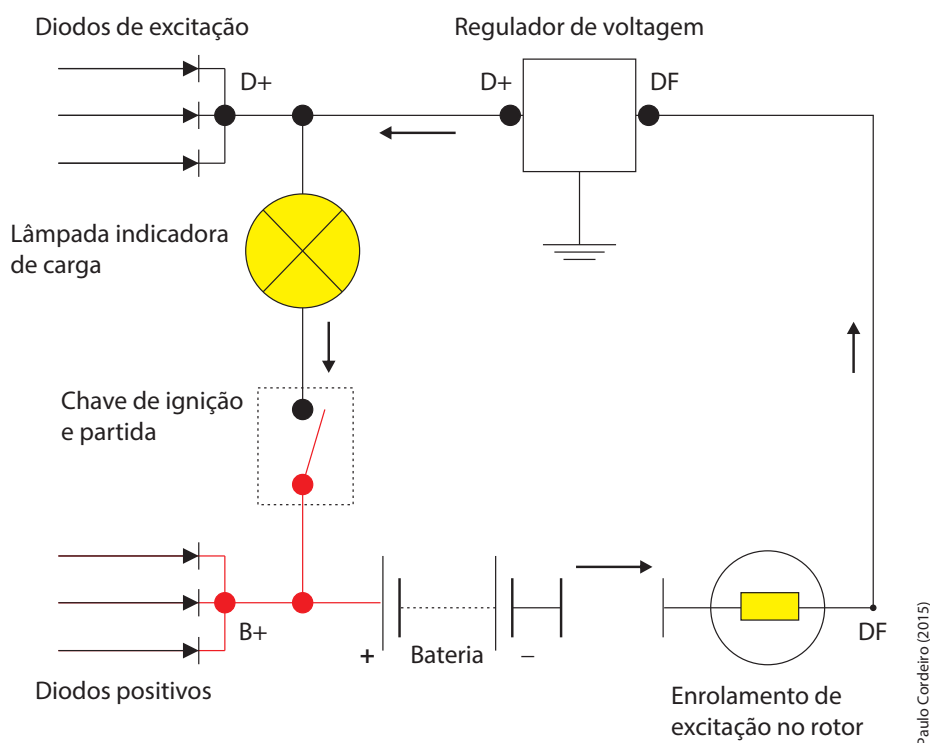 Diodos de excitação
Regulador de voltagem
D+
D+
DF
Lâmpada indicadora
de carga
Chave de ignição
e partida
B+
+
Bateria
–
DF
Diodos positivos
Enrolamento de
excitação no rotor
Paulo Cordeiro (2015)